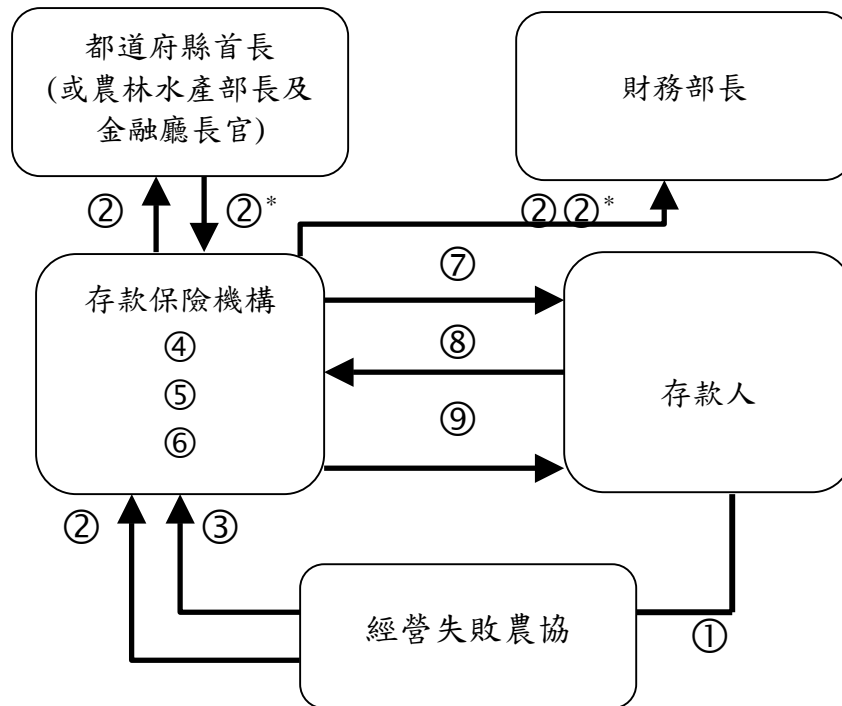 都道府縣首長
(或農林水產部長及
金融廳長官)
財務部長
② ②*
② ②*
存款保險機構
④
⑤
⑥
⑦
⑧
⑨
存款人
② ③
經營失敗農協
①